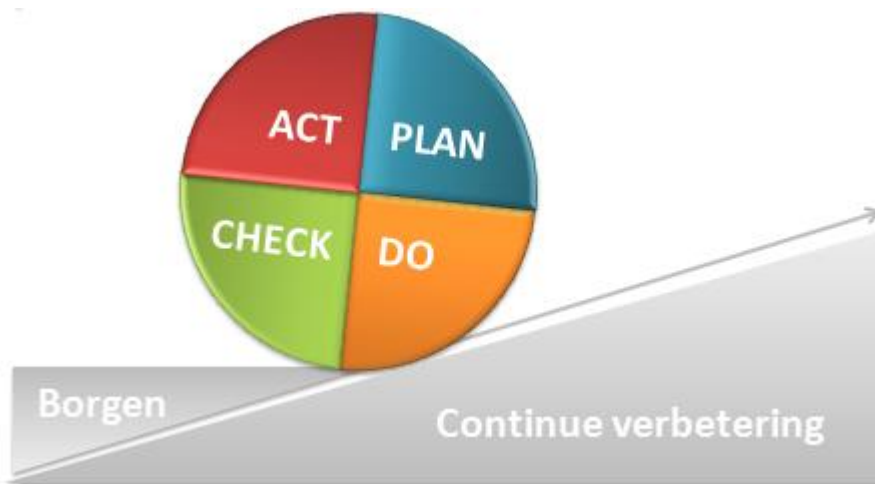 ACT
PLAN
CHECK
DO
Borgen
Continue verbetering